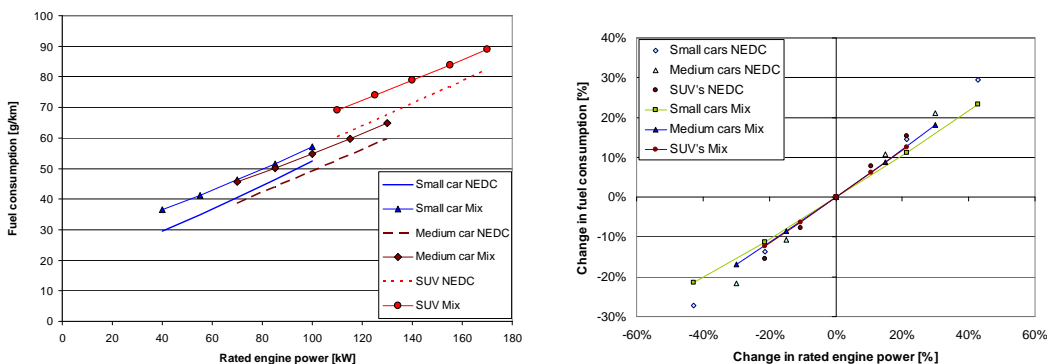 Fuel consumption [g/km]
100
90
80
70
60
50
40
30
20
10
0
0 20 40 60 80 100 120 140 160 180
Rated engine power [kW]
Small car NEDC
Small car Mix
Medium car NEDC
Medium car Mix
SUV NEDC
SUV Mix
Change in fuel consumption [%]
40%
30%
20%
10%
0%
-10%
-20%
-30%
-60% -40% -20% 0% 20% 40% 60%
Change in rated engine power [%]
Small cars NEDC
Medium cars NEDC
SUV's NEDC
Small cars Mix
Medium cars Mix
SUV's Mix